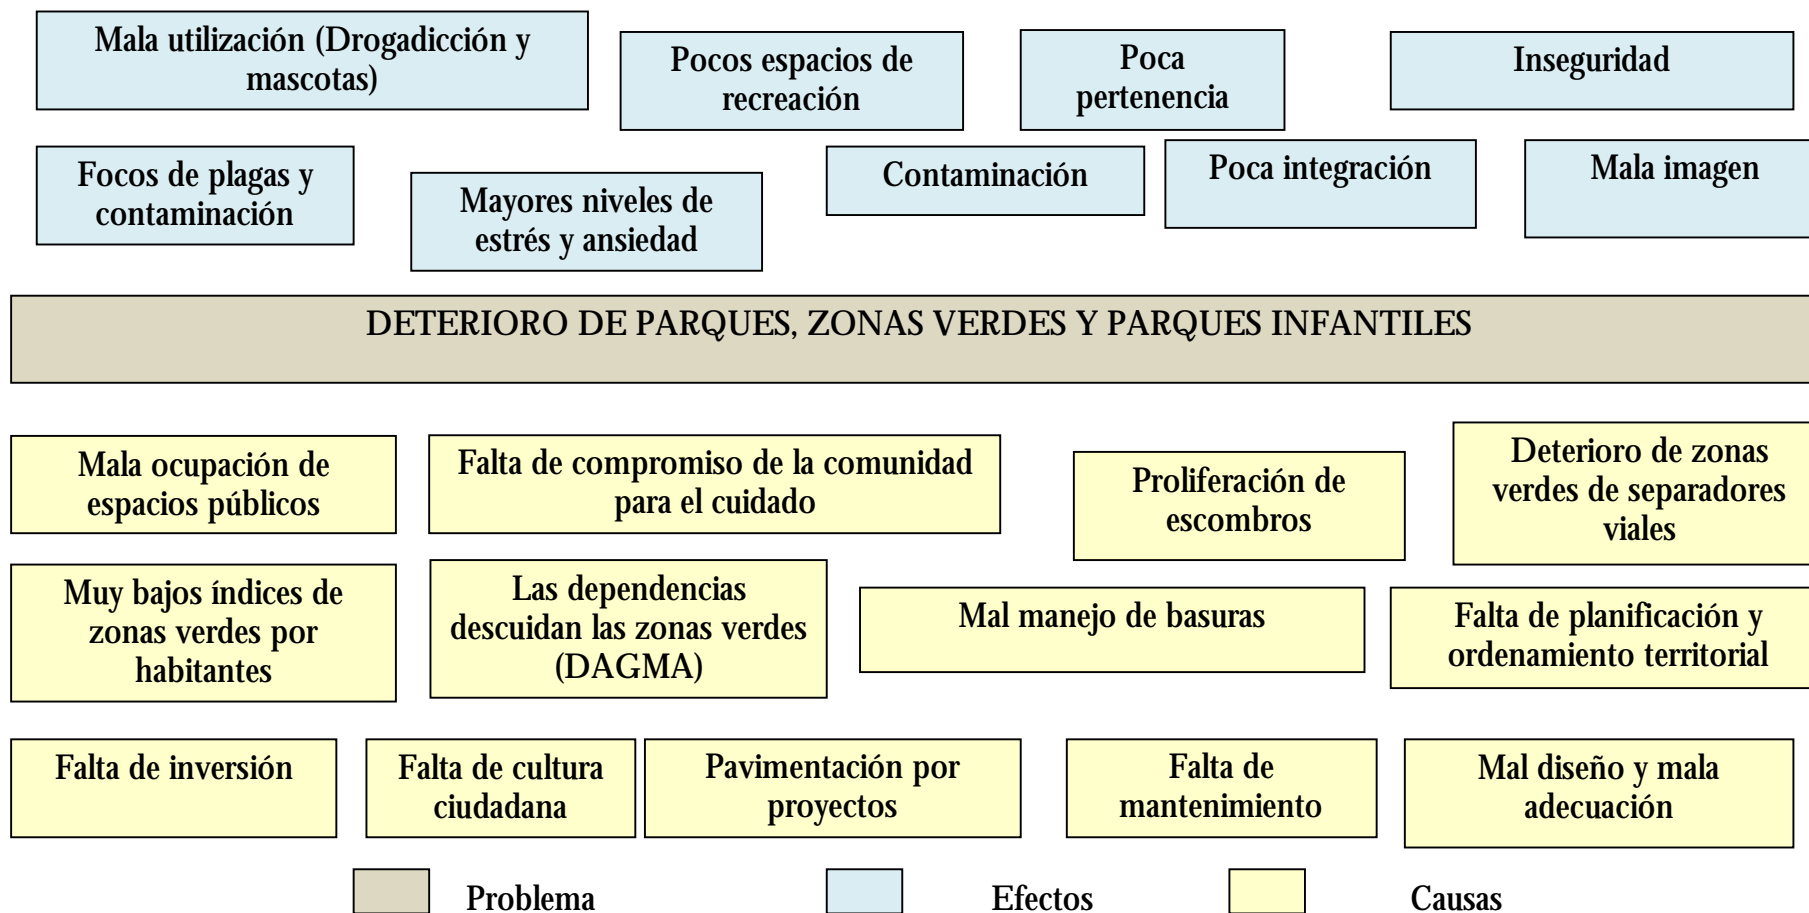 Mala utilización (Drogadicción y
mascotas)
Pocos espacios de
recreación
Poca
pertenencia
Inseguridad
Focos de plagas y
contaminación
Mayores niveles de
estrés y ansiedad
Contaminación
Poca integración
Mala imagen
DETERIORO DE PARQUES, ZONAS VERDES Y PARQUES INFANTILES
Mala ocupación de
espacios públicos
Falta de compromiso de la comunidad
para el cuidado
Proliferación de
escombros
Deterioro de zonas
verdes de separadores
viales
Muy bajos índices de
zonas verdes por
habitantes
Las dependencias
descuidan las zonas verdes
(DAGMA)
Mal manejo de basuras
Falta de planificación y
ordenamiento territorial
Falta de inversión
Falta de cultura
ciudadana
Pavimentación por
proyectos
Falta de
mantenimiento
Mal diseño y mala
adecuación
Problema
Efectos
Causas